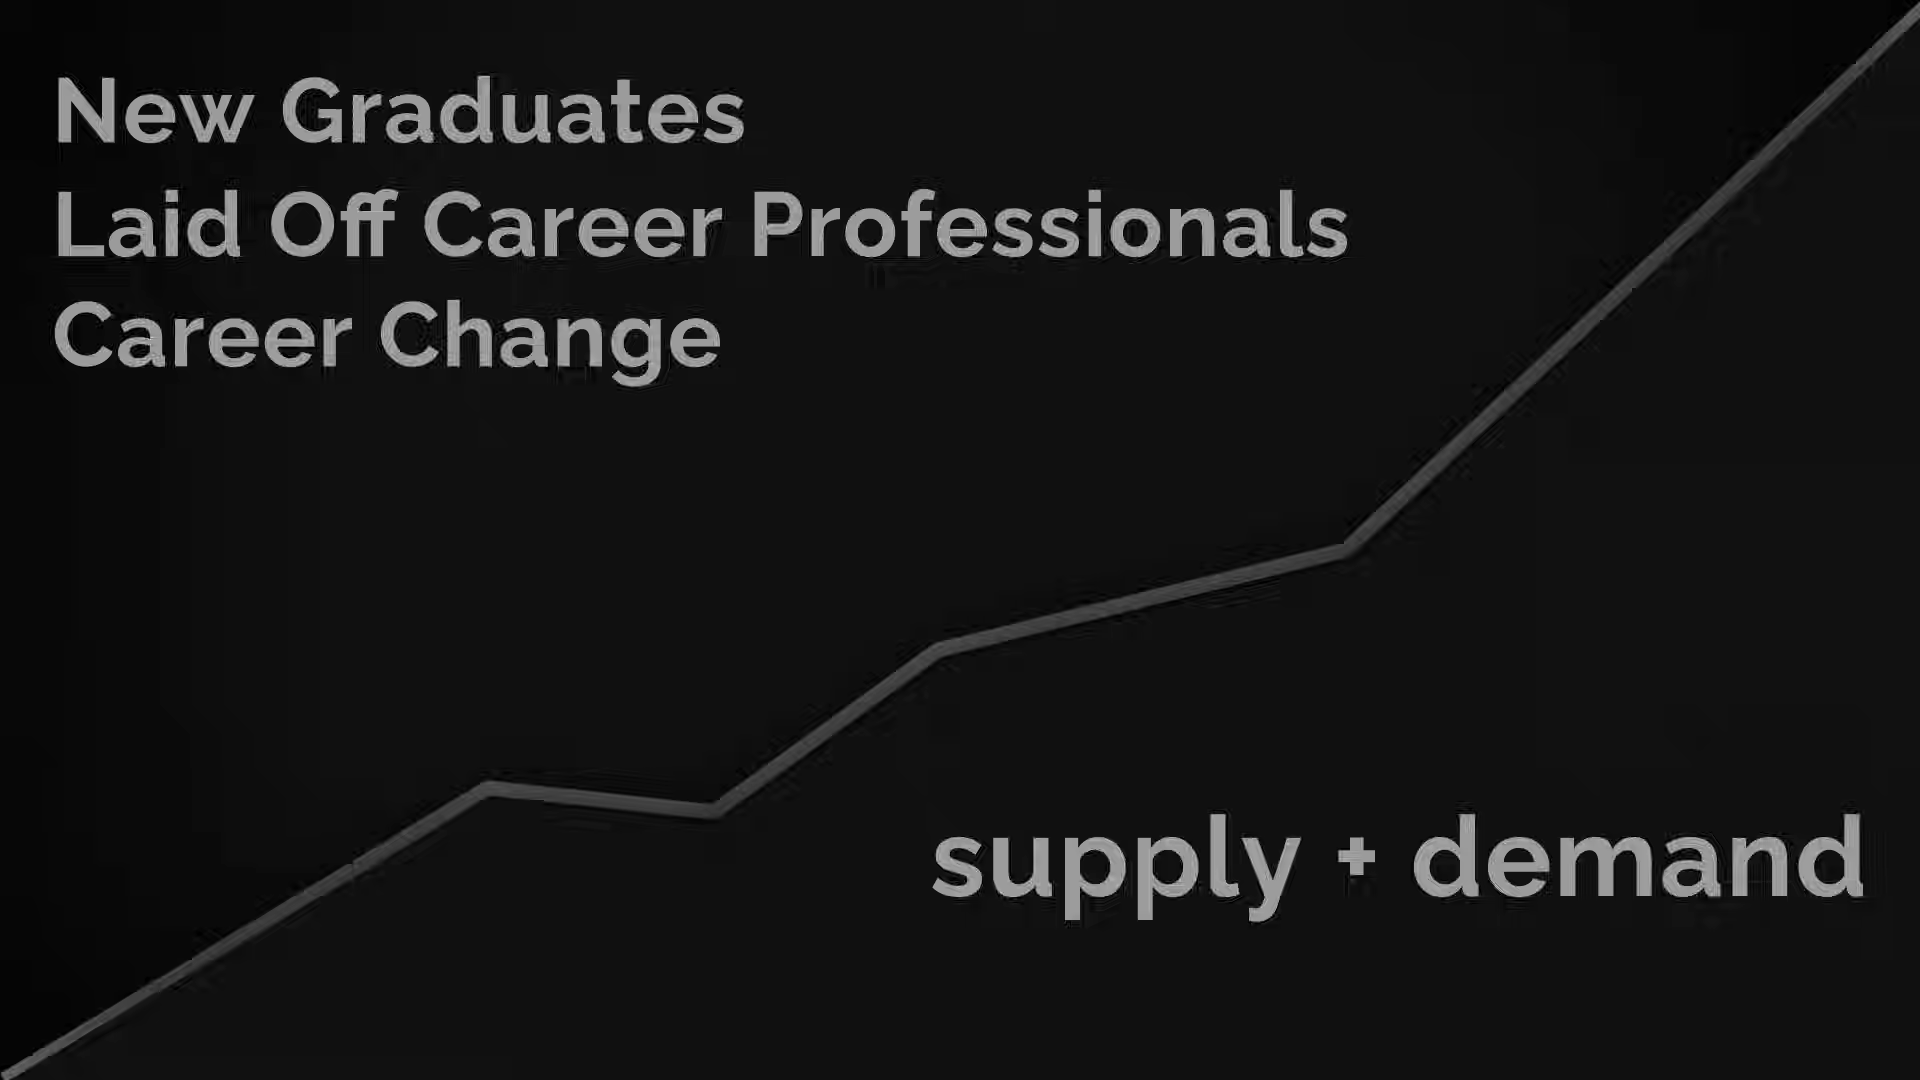 New Graduates
Laid Off Career Professionals
Career Change
supply + demand